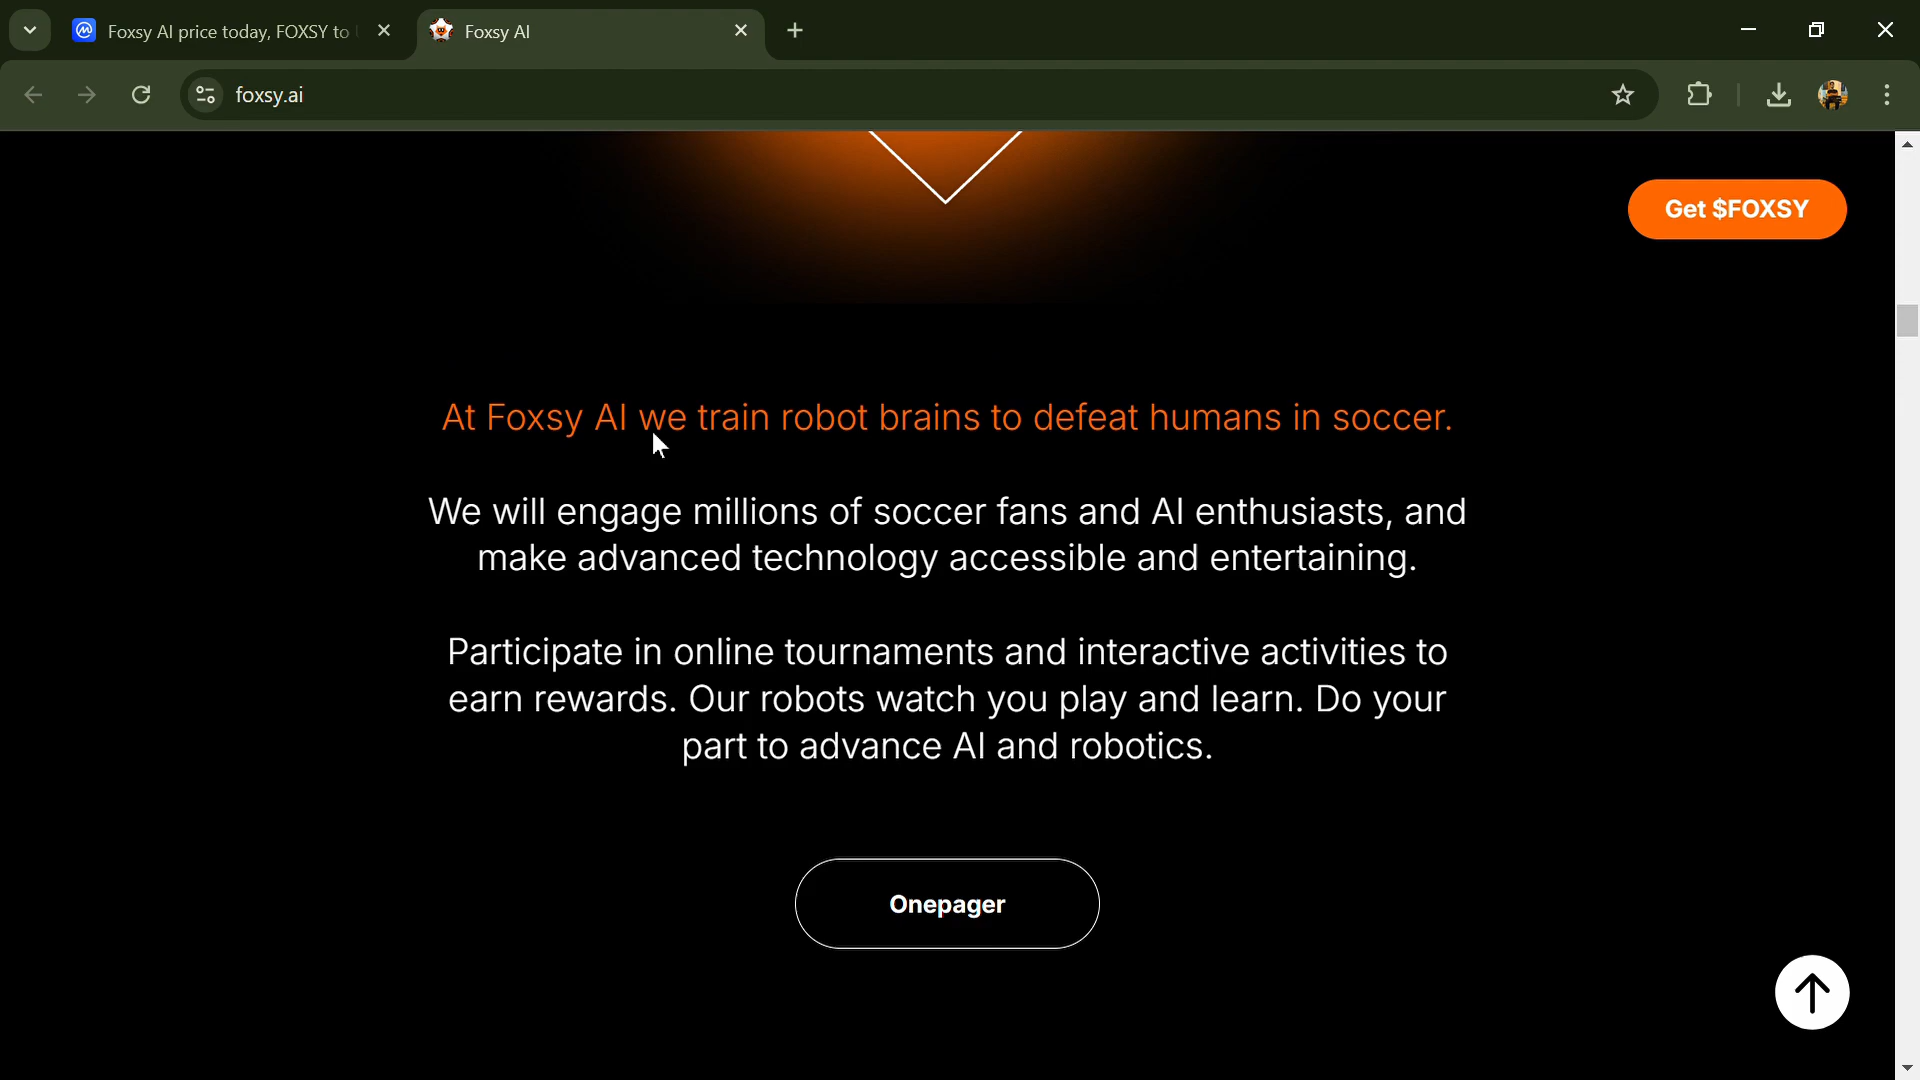 Foxsy AI price today, FOXSY to
Foxsy AI
foxsy.ai
Get $FOXSY
At Foxsy AI we train robot brains to defeat humans in soccer.
We will engage millions of soccer fans and AI enthusiasts, and
make advanced technology accessible and entertaining.
Participate in online tournaments and interactive activities to
earn rewards. Our robots watch you play and learn. Do your
part to advance AI and robotics.
Onepager